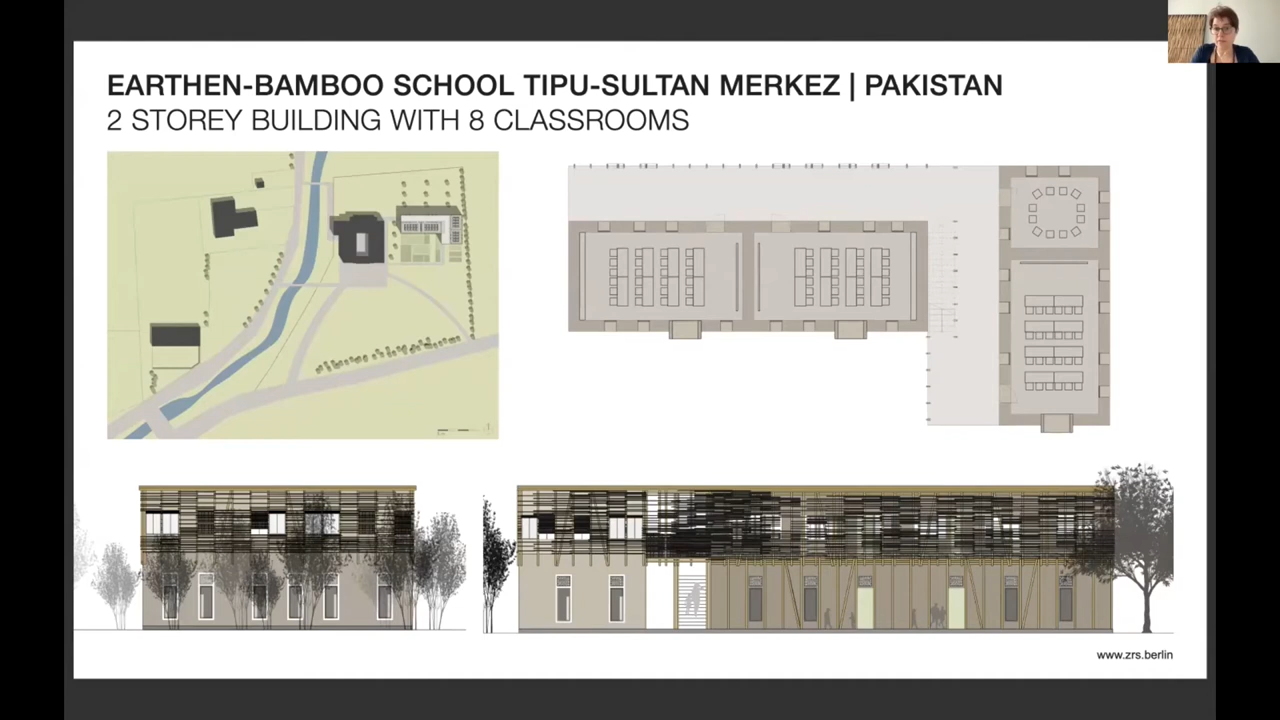 EARTHEN-BAMBOO SCHOOL TIPU-SULTAN MERKEZ | PAKISTAN
2 STOREY BUILDING WITH 8 CLASSROOMS
www.zrs.berlin